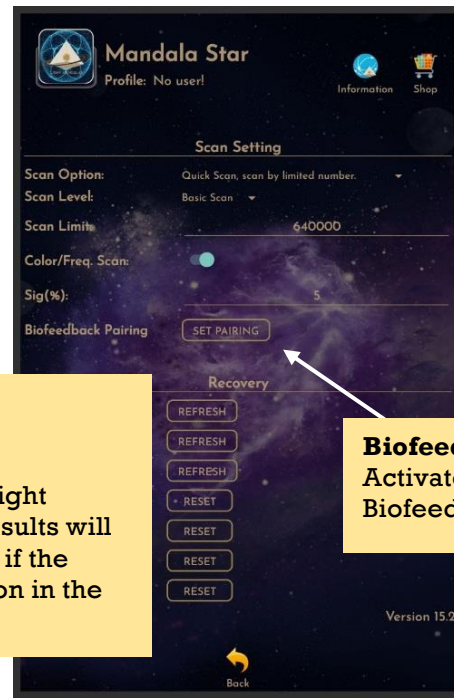 Mandala Star
Profile: No user!
Information
Shop
Scan Setting
Scan Option:
Quick Scan, scan by limited number.
Scan Level:
Basic Scan
Scan Limit:
640000
Color/Freq. Scan:
Sig(%):
5
Biofeedback Pairing
SET PAIRING
Recovery
REFRESH
REFRESH
REFRESH
RESET
RESET
RESET
RESET
ight
sults will
if the
on in the
Biofeed
Activate
Biofeed
Version 15.2
Back